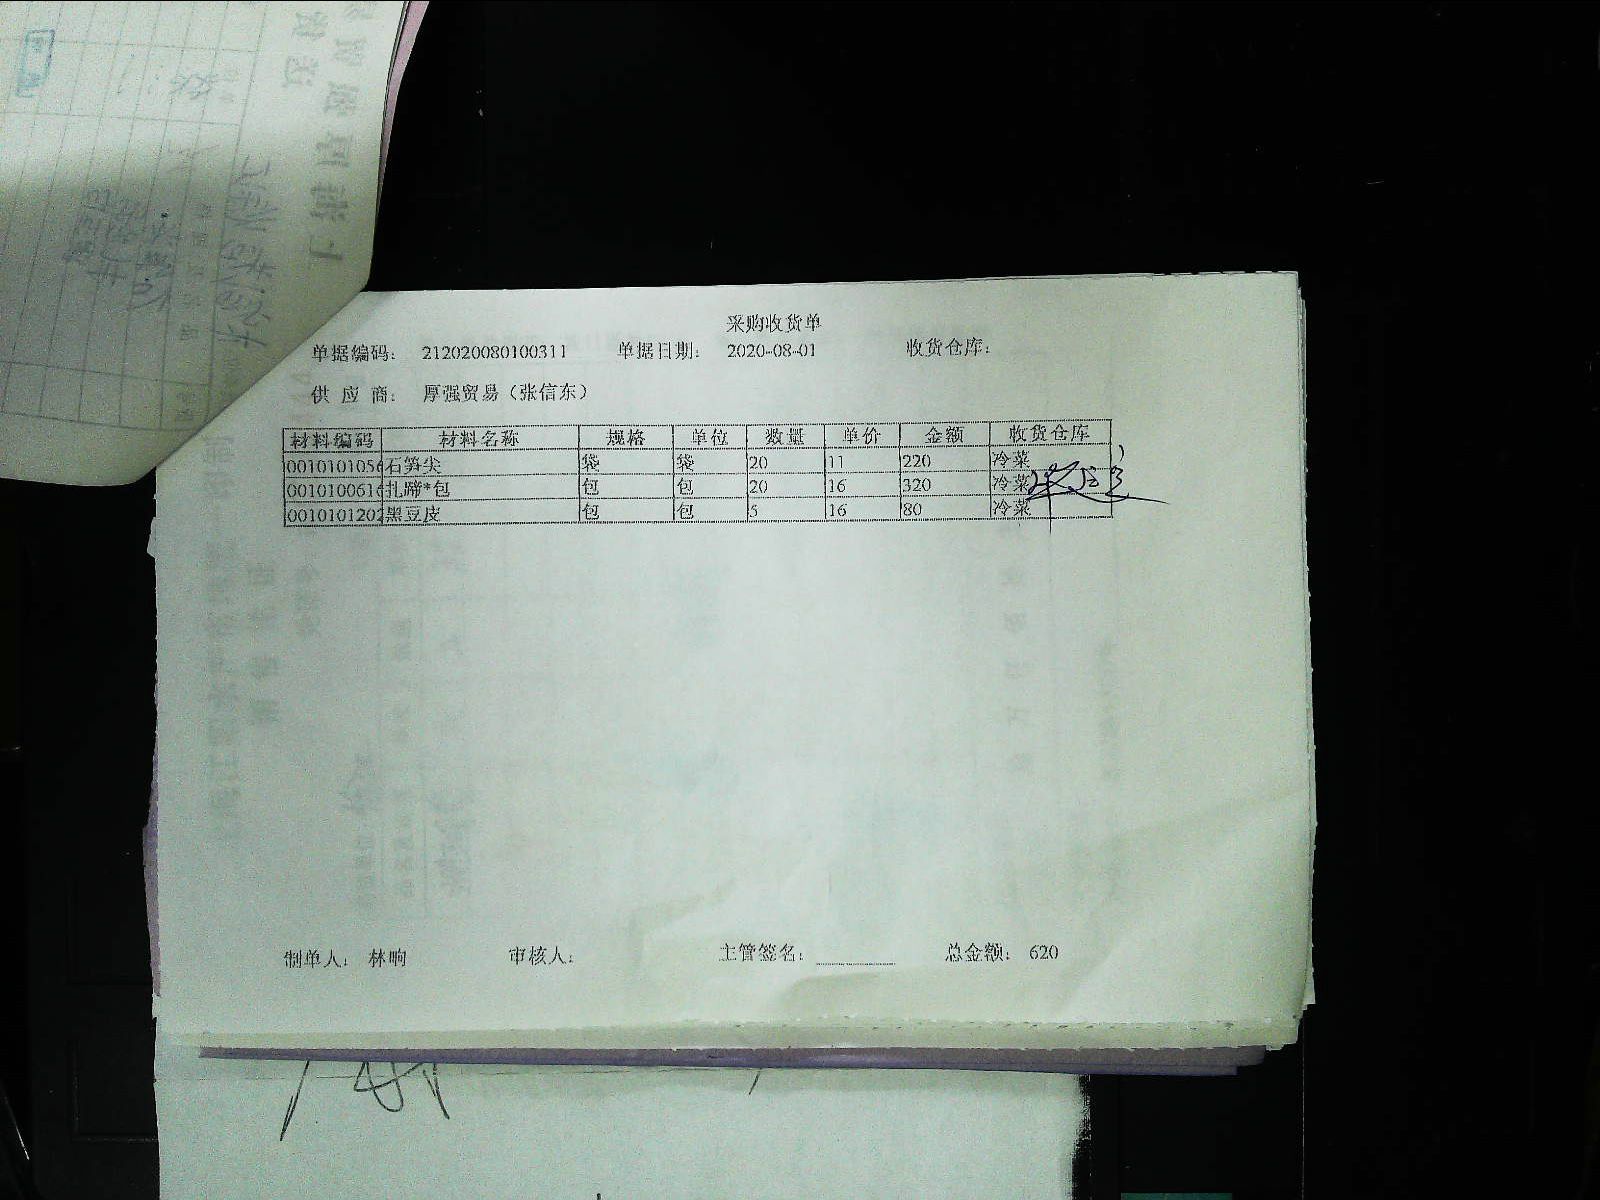 采购收货单
单据编码: 212020080100311 单据日期: 2020-08-01 收货仓库:
供应商: 厚强贸易（张信东）
材料编码 材料名称 规格 单位 数量 单价 金额 收货仓库
0010101056 石笋尖 袋 袋 20 11 220 冷菜
0010100616 扎蹄*包 包 包 20 16 320 冷菜
0010101202 黑豆皮 包 包 5 16 80 冷菜
制单人: 林晌 审核人: 主管签名: 总金额: 620